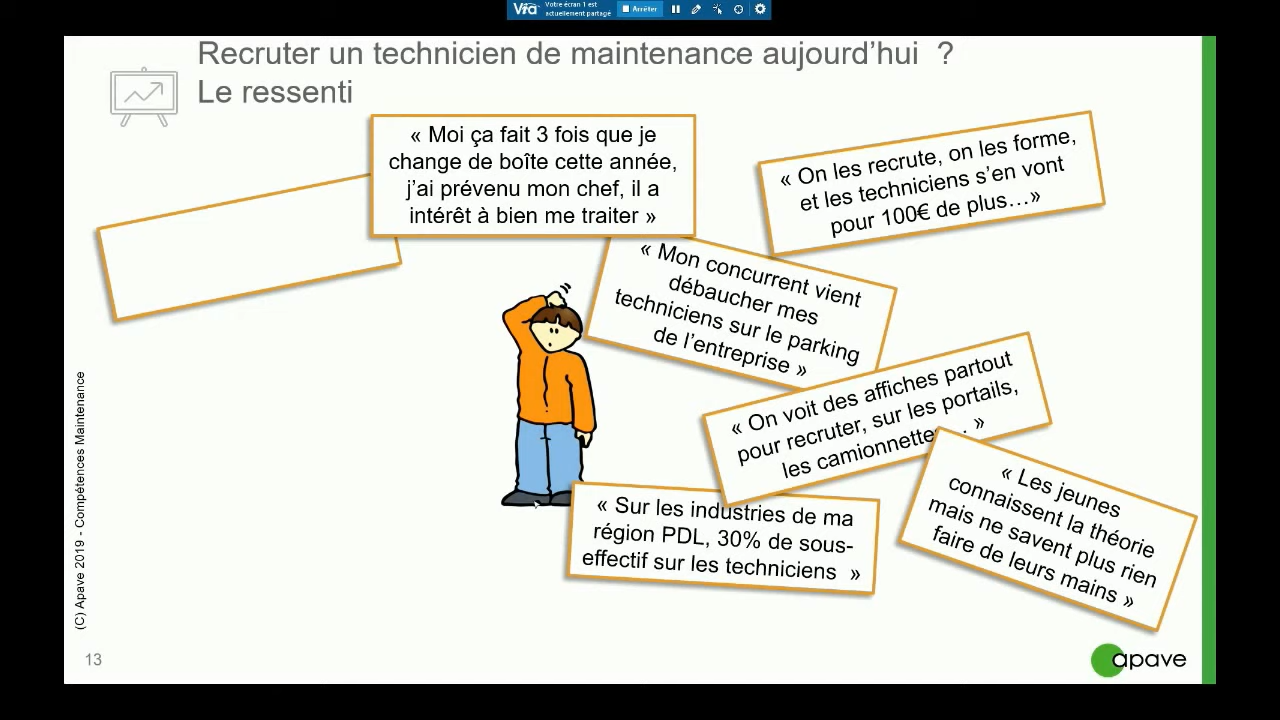 Vra
Votre écran 1 est
actuellement partagé
Arrêter
Recruter un technicien de maintenance aujourd’hui ?
Le ressenti
« Moi ça fait 3 fois que je
change de boîte cette année,
j’ai prévenu mon chef, il a
intérêt à bien me traiter »
« On les recrute, on les forme,
et les techniciens s’en vont
pour 100€ de plus…»
« Mon concurrent vient
débaucher mes
techniciens sur le parking
de l’entreprise »
« On voit des affiches partout
pour recruter, sur les portails,
les camionnettes… »
« Les jeunes
connaissent la théorie
mais ne savent plus rien
faire de leurs mains »
« Sur les industries de ma
région PDL, 30% de sous-
effectif sur les techniciens »
(C) Apave 2019 - Compétences Maintenance
13
apave